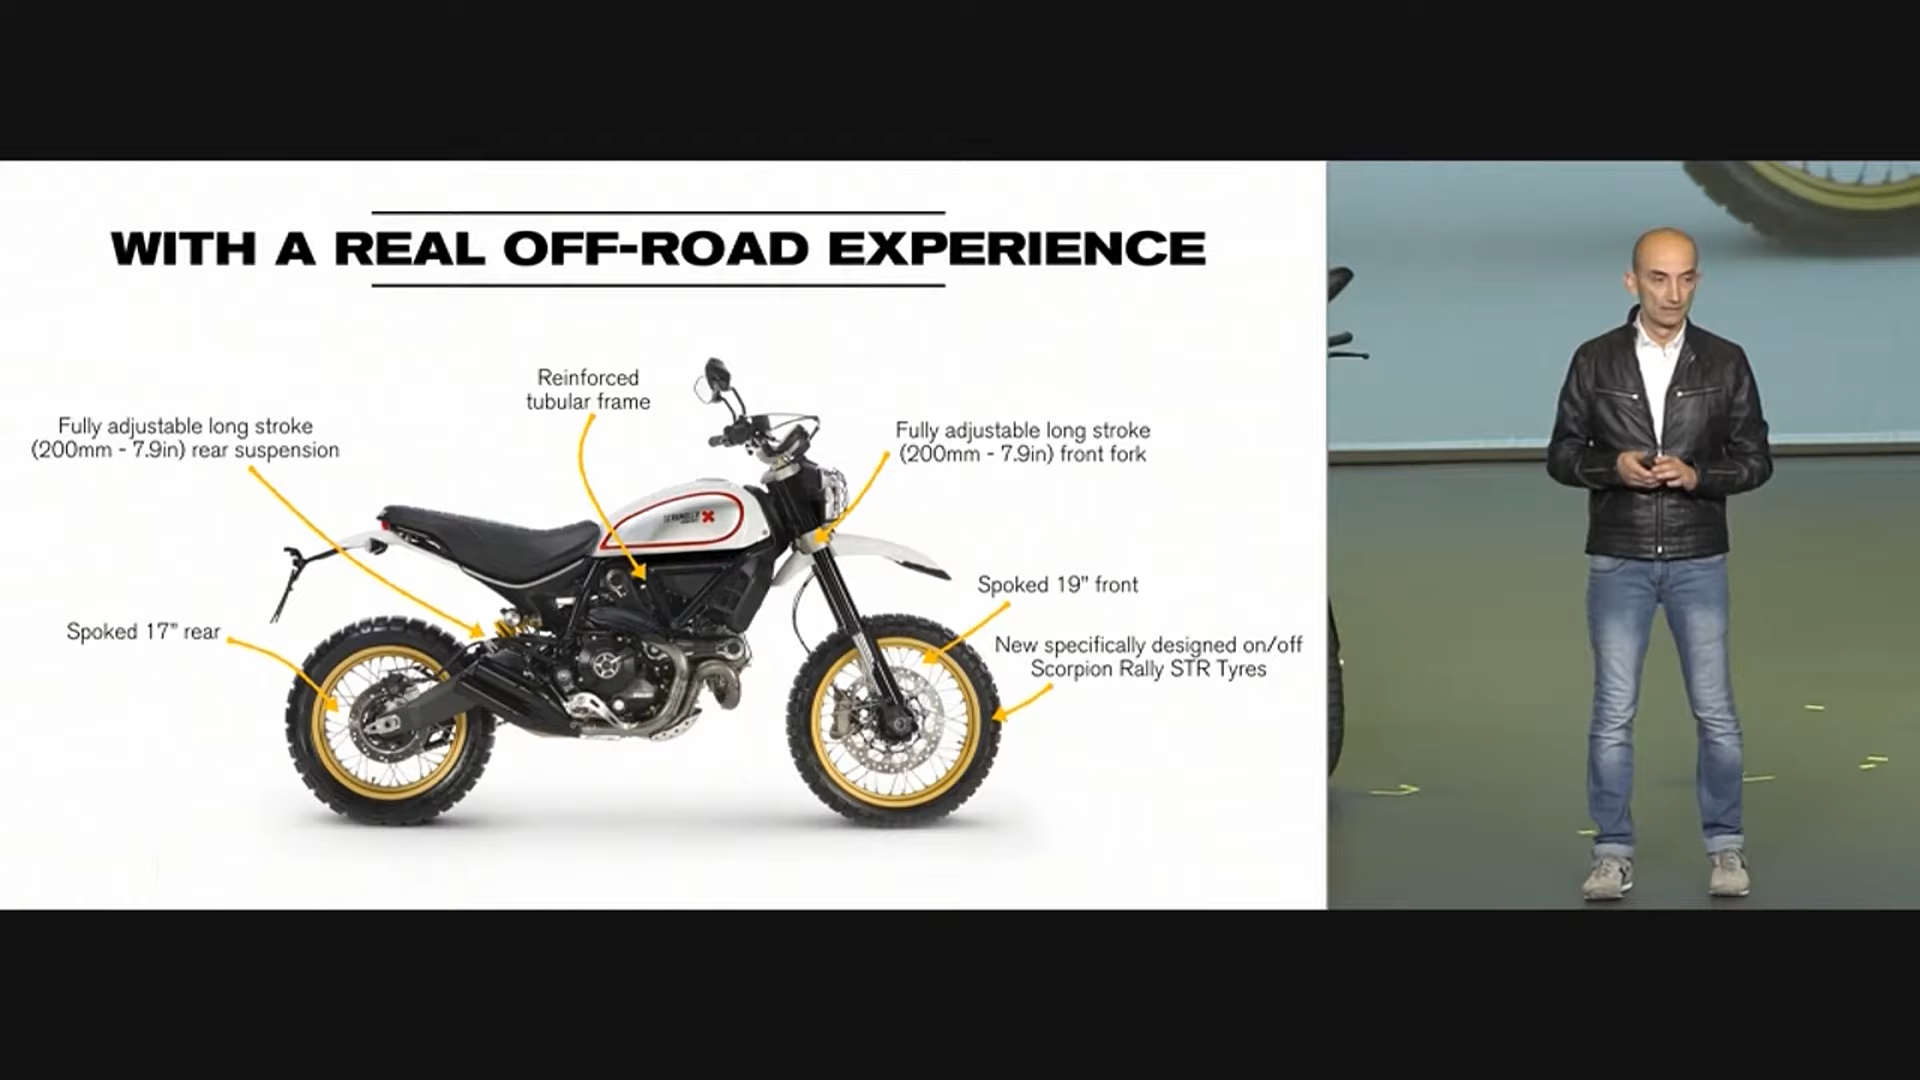 WITH A REAL OFF-ROAD EXPERIENCE
Reinforced
tubular frame
Fully adjustable long stroke
(200mm - 7.9in) rear suspension
Fully adjustable long stroke
(200mm - 7.9in) front fork
Spoked 19" front
Spoked 17" rear
New specifically designed on/off
Scorpion Rally STR Tyres
SCRAMBLER